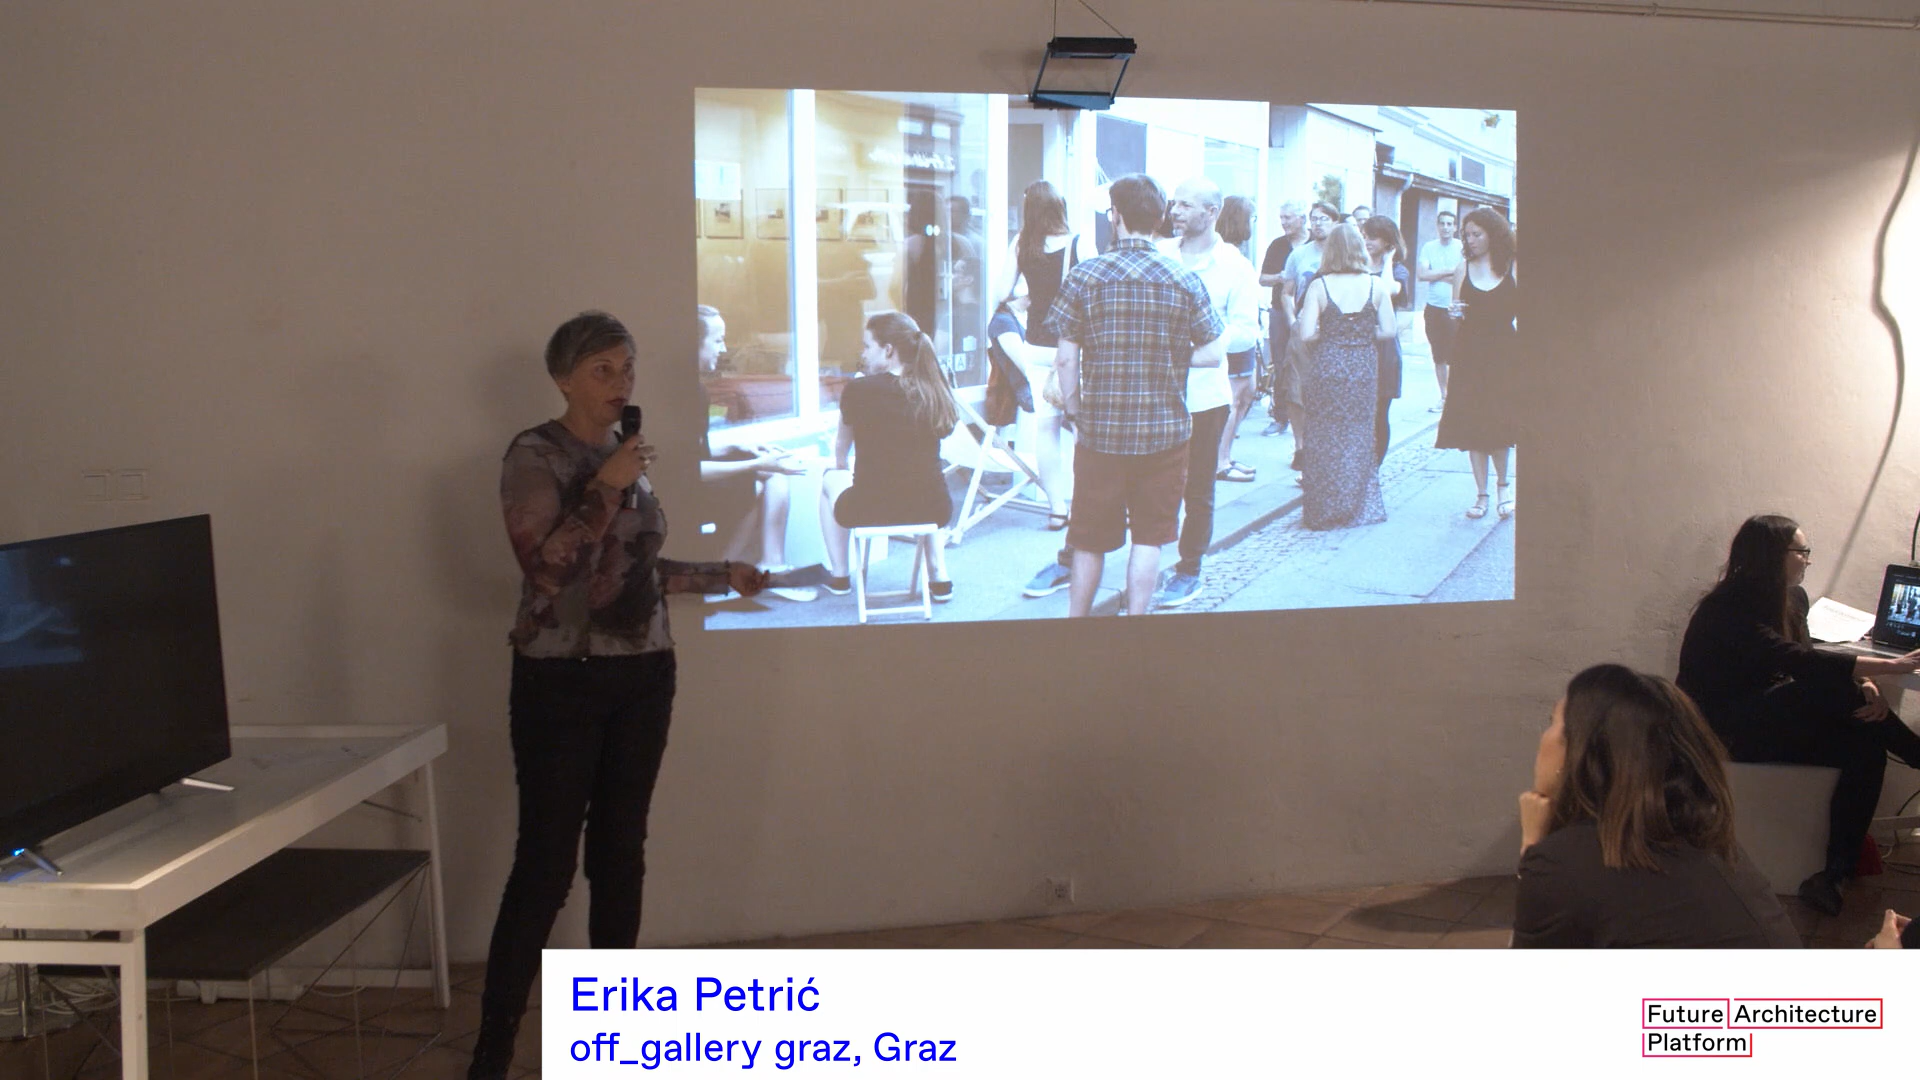 Erika Petrić
off_gallery graz, Graz
Future Architecture
Platform